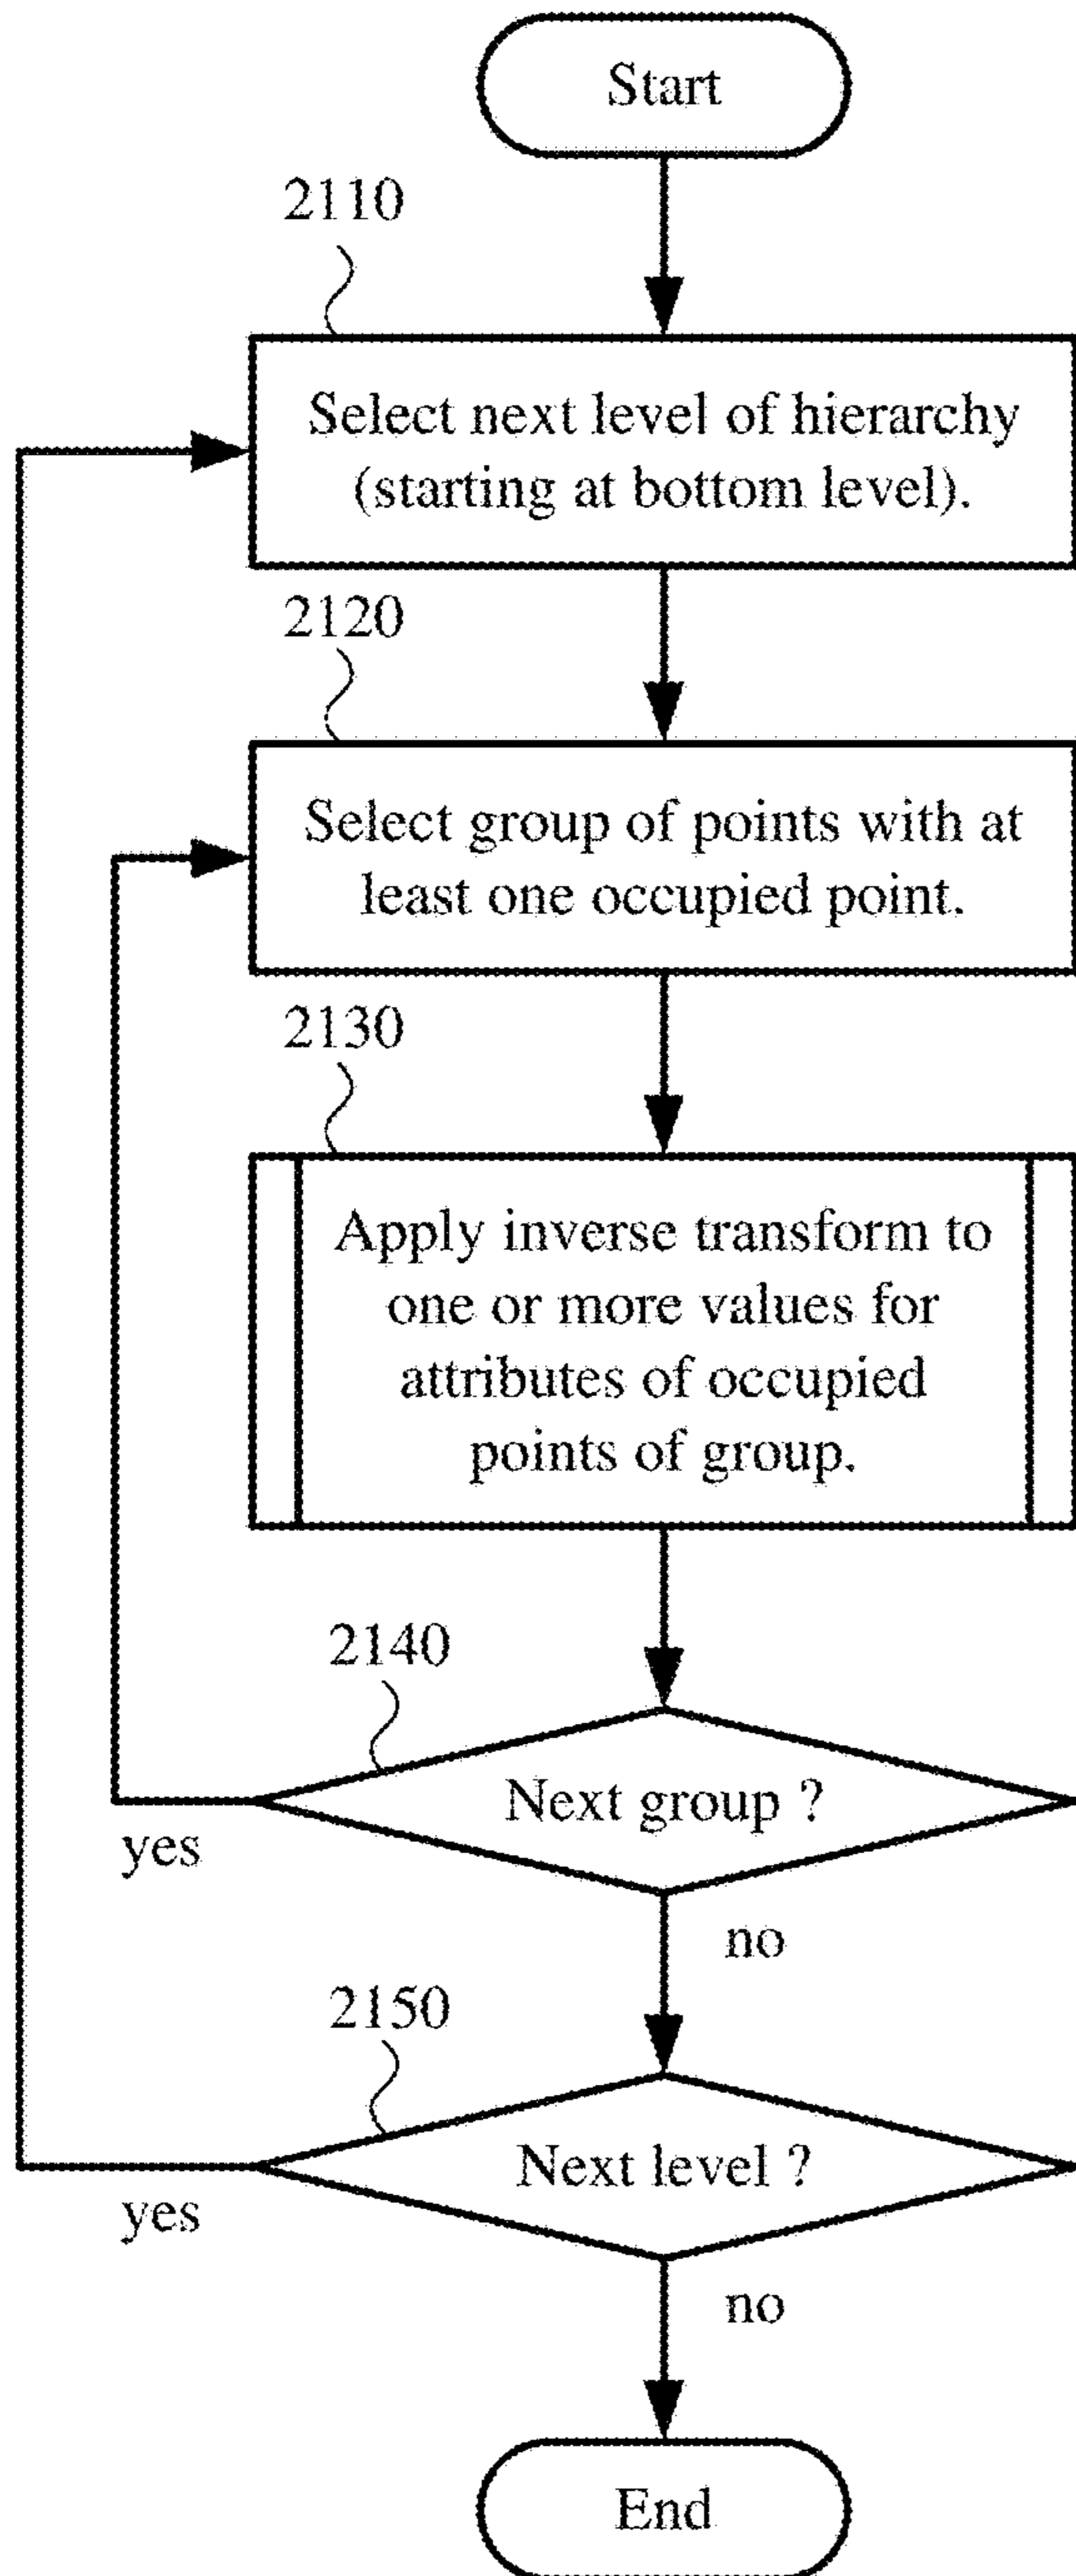 Start
2110
Select next level of hierarchy
(starting at bottom level).
2120
Select group of points with at
least one occupied point.
2130
Apply inverse transform to
one or more values for
attributes of occupied
points of group.
2140
Next group ?
yes
no
2150
Next level ?
yes
no
End